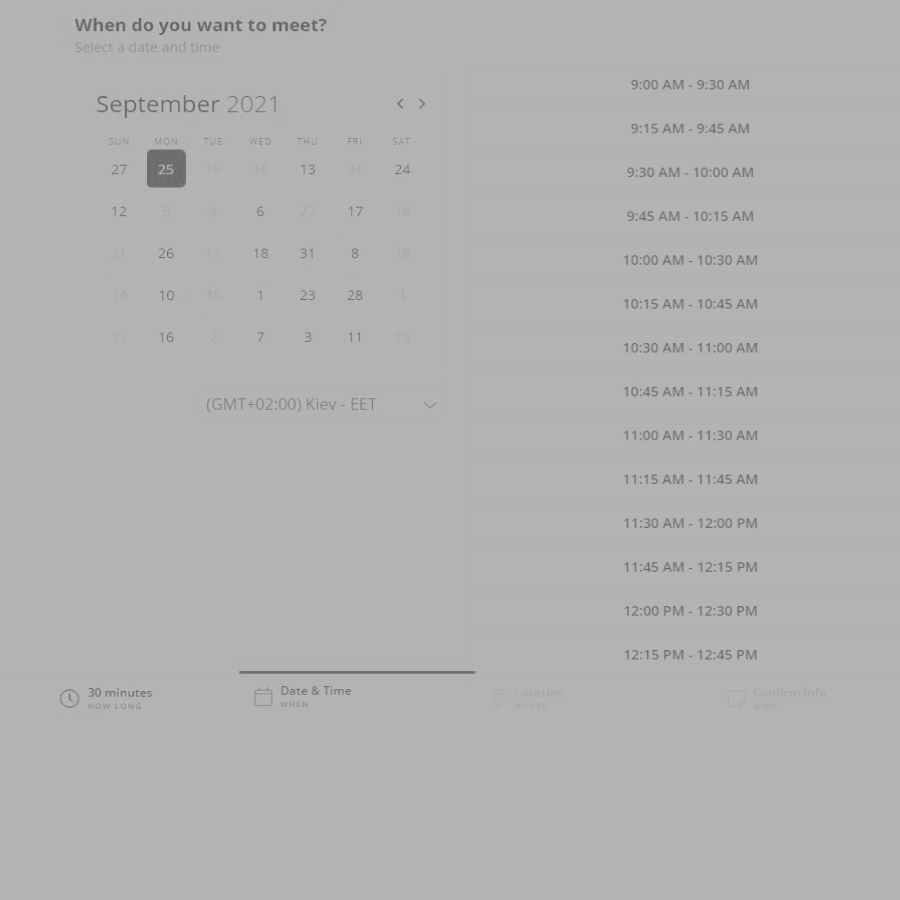 When do you want to meet?
Select a date and time
September 2021
SUN MON TUE WED THU FRI SAT
27 25 19 18 13 31 24
12 5 4 6 27 17 16
21 26 17 18 31 8 16
14 10 15 1 23 28 1
17 16 2 7 3 11 19
(GMT+02:00) Kiev - EET
9:00 AM - 9:30 AM
9:15 AM - 9:45 AM
9:30 AM - 10:00 AM
9:45 AM - 10:15 AM
10:00 AM - 10:30 AM
10:15 AM - 10:45 AM
10:30 AM - 11:00 AM
10:45 AM - 11:15 AM
11:00 AM - 11:30 AM
11:15 AM - 11:45 AM
11:30 AM - 12:00 PM
11:45 AM - 12:15 PM
12:00 PM - 12:30 PM
12:15 PM - 12:45 PM
30 minutes
HOW LONG
Date & Time
WHEN
Location
WHERE
Confirm Info
WHO